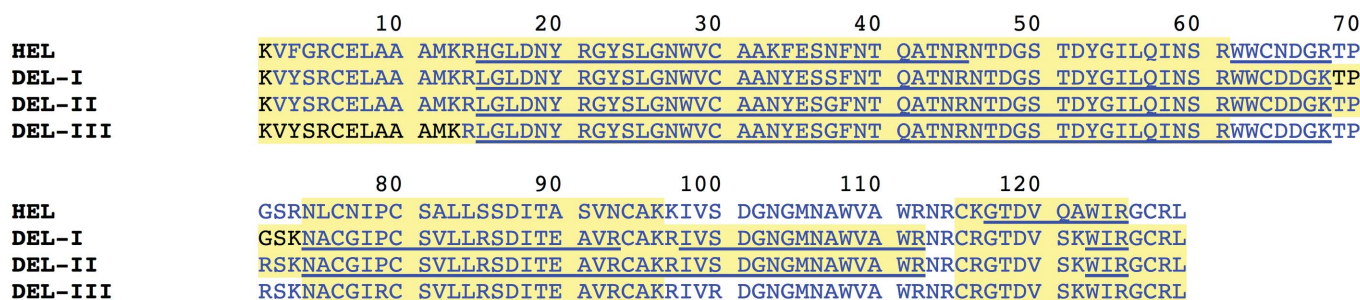 10 20 30 40 50 60 70
HEL KVFGRCELAA AMKRHGLDNY RGYSLGNWVC AAKFESNFNT QATNRNTDGS TDYGILQINS RWWCNDGRTP
DEL-I KVYSRCELAA AMKRLGLDNY RGYSLGNWVC AANYESSFNT QATNRNTDGS TDYGILQINS RWWCDDGKTP
DEL-II KVYSRCELAA AMKRLGLDNY RGYSLGNWVC AANYESGFNT QATNRNTDGS TDYGILQINS RWWCDDGKTP
DEL-III KVYSRCELAA AMKRLGLDNY RGYSLGNWVC AANYESGFNT QATNRNTDGS TDYGILQINS RWWCDDGKTP
80 90 100 110 120
HEL GSRNLCNIPC SALLSSDITA SVNCAKKIVS DGNGMNAWVA WRNRCKGTDV QAWIRGCRL
DEL-I GSKNACGIPC SVLLRSDITE AVRCAKRIVS DGNGMNAWVA WRNRCRGTDV SKWIRGCRL
DEL-II RSKNACGIPC SVLLRSDITE AVRCAKRIVS DGNGMNAWVA WRNRCRGTDV SKWIRGCRL
DEL-III RSKNACGIRC SVLLRSDITE AVRCAKRIVR DGNGMNAWVA WRNRCRGTDV SKWIRGCRL